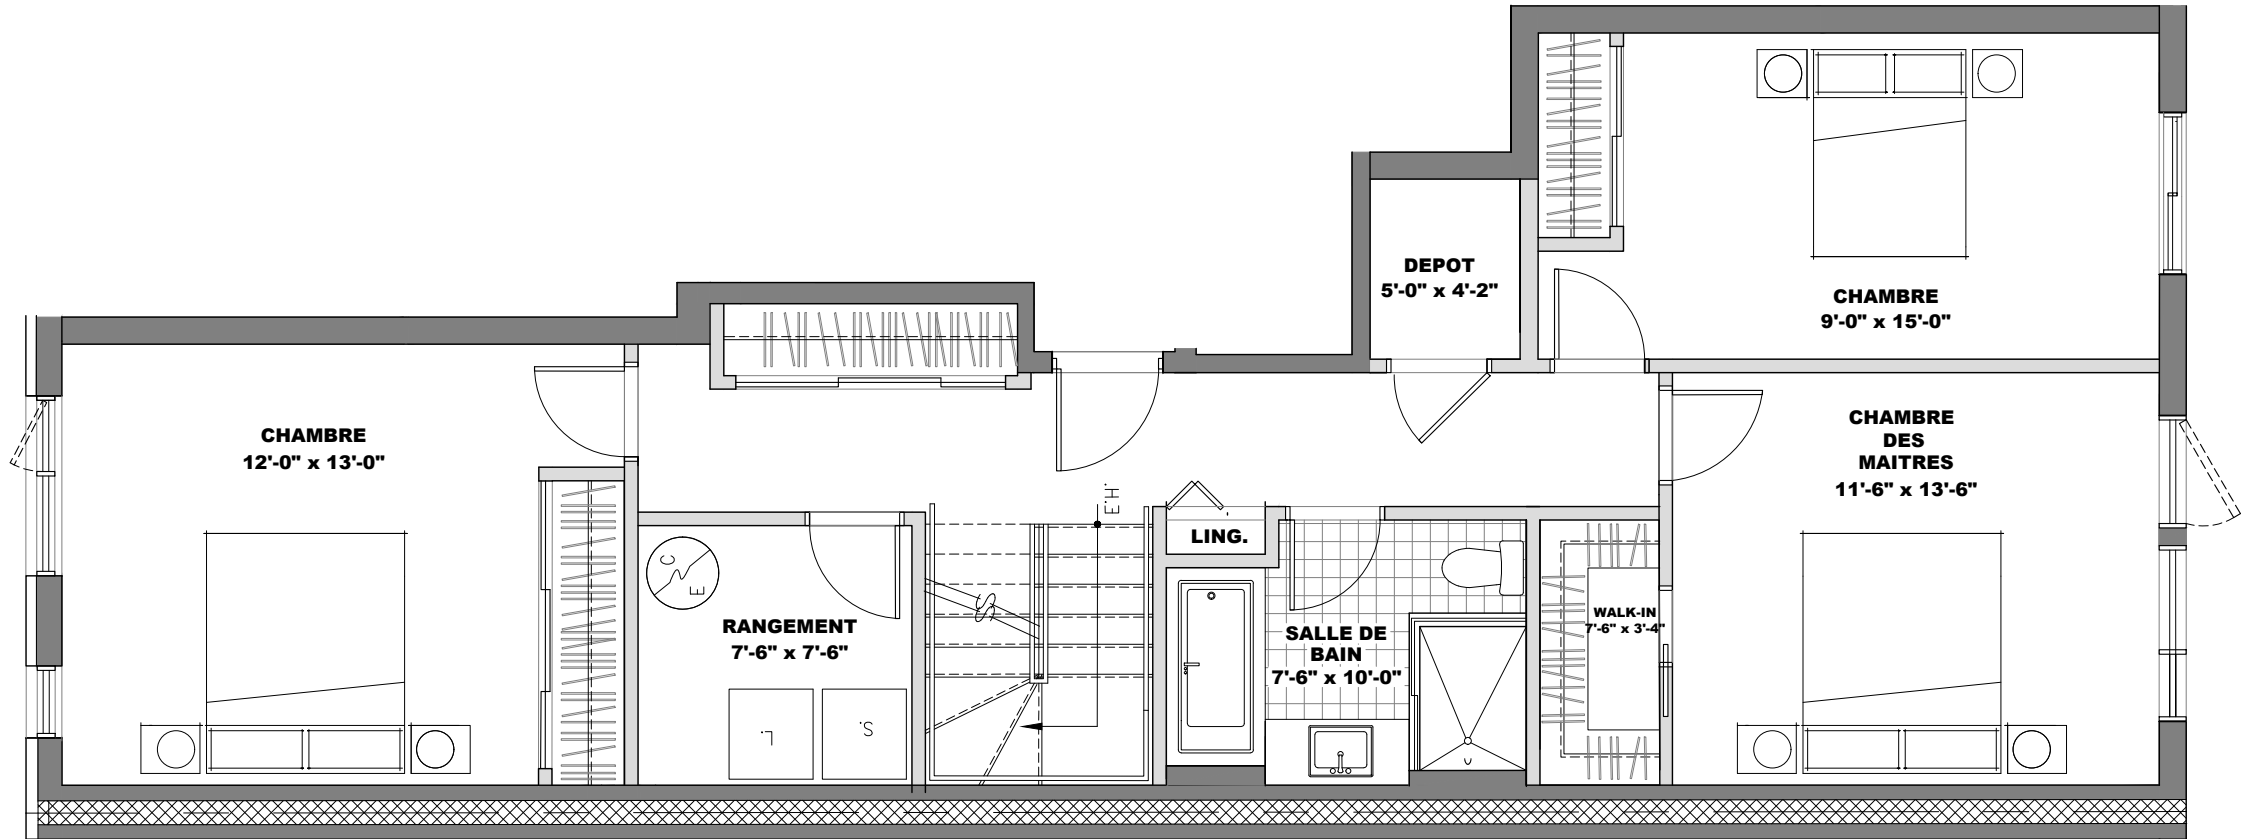 DEPOT
5'-0" x 4'-2"
CHAMBRE
9'-0" x 15'-0"
CHAMBRE
12'-0" x 13'-0"
CHAMBRE
DES
MAITRES
11'-6" x 13'-6"
E.H.
LING.
C
E
RANGEMENT
7'-6" x 7'-6"
L.
S.
SALLE DE
BAIN
7'-6" x 10'-0"
WALK-IN
7'-6" x 3'-4"